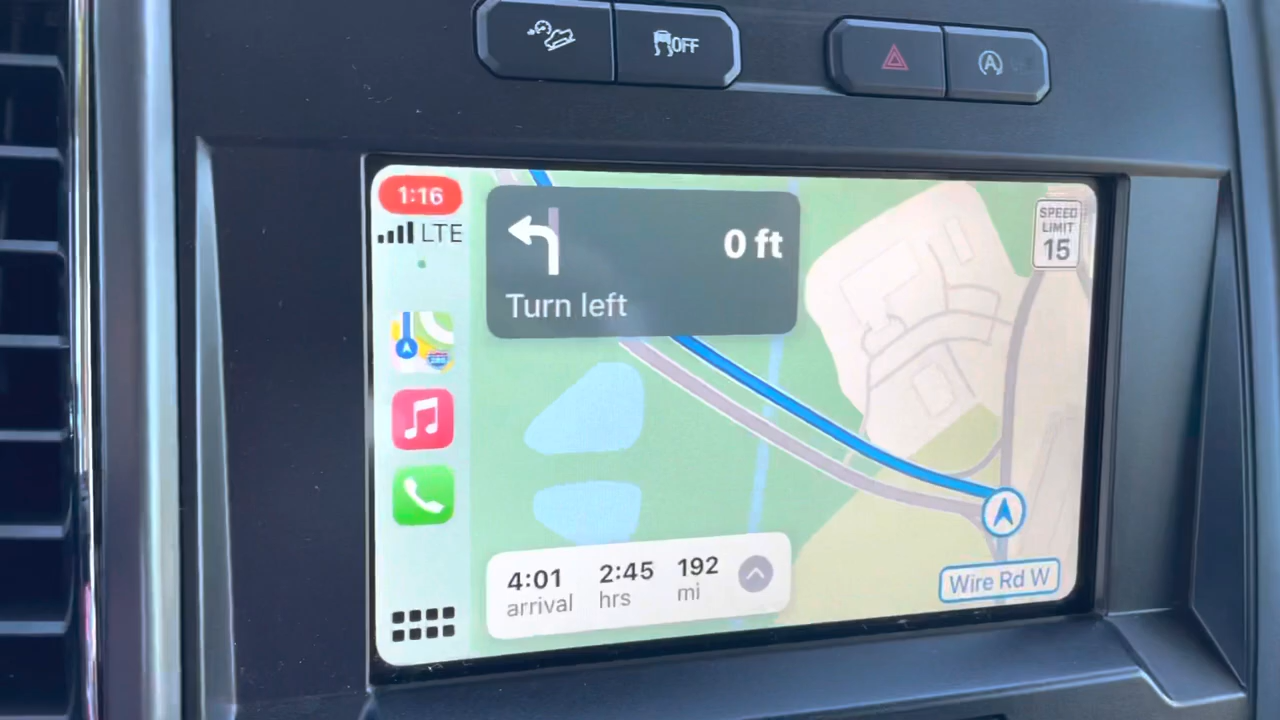 OFF
A
1:16
LTE
0 ft
Turn left
SPEED
LIMIT
15
280
4:01 2:45 192
arrival hrs mi
Wire Rd W